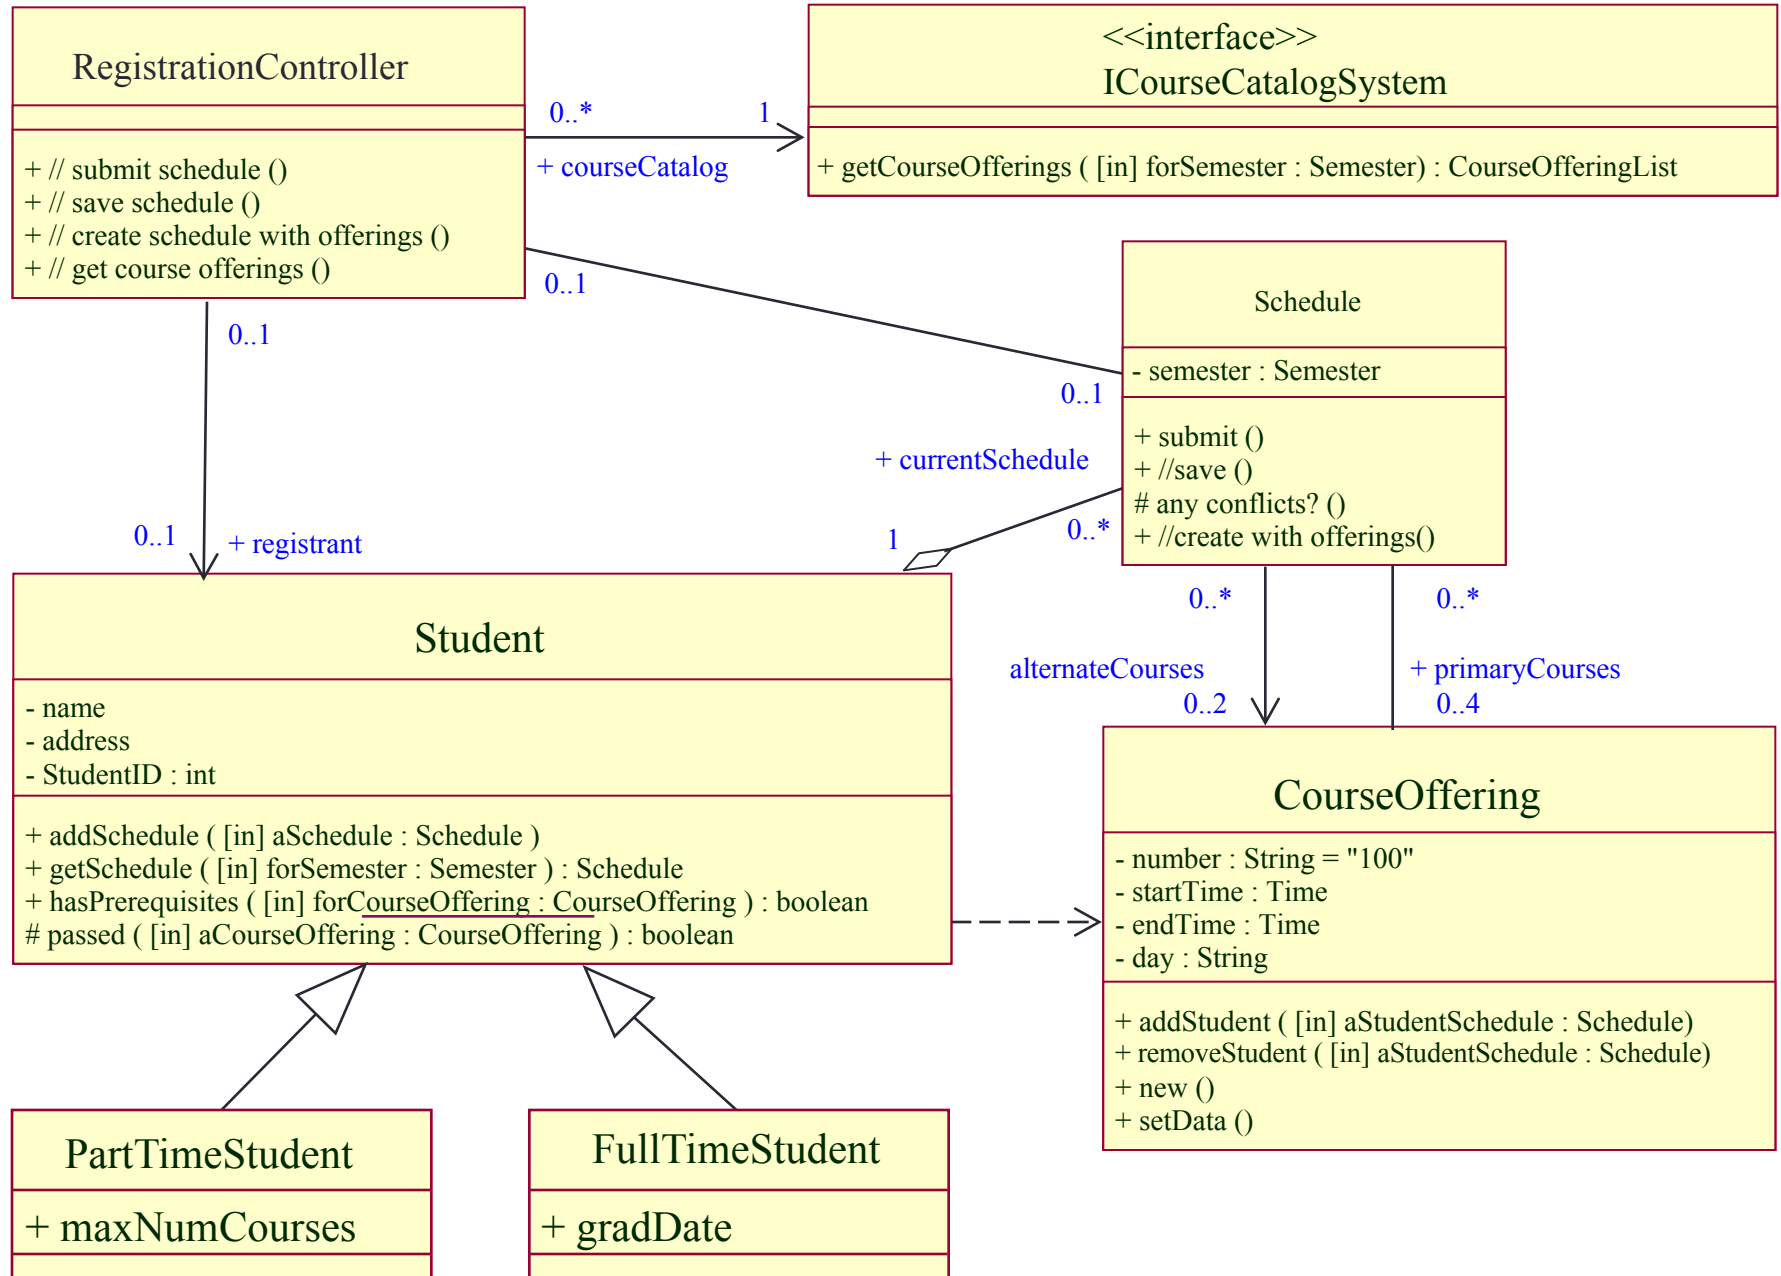 RegistrationController
+ // submit schedule ()
+ // save schedule ()
+ // create schedule with offerings ()
+ // get course offerings ()
0..*
1
+ courseCatalog
<<interface>>
ICourseCatalogSystem
+ getCourseOfferings ( [in] forSemester : Semester) : CourseOfferingList
0..1
0..1
0..1
0..1
+ registrant
Schedule
- semester : Semester
+ submit ()
+ //save ()
# any conflicts? ()
+ //create with offerings()
+ currentSchedule
1
0..*
0..*
0..*
alternateCourses
+ primaryCourses
0..2
0..4
Student
- name
- address
- StudentID : int
+ addSchedule ( [in] aSchedule : Schedule )
+ getSchedule ( [in] forSemester : Semester ) : Schedule
+ hasPrerequisites ( [in] forCourseOffering : CourseOffering ) : boolean
# passed ( [in] aCourseOffering : CourseOffering ) : boolean
CourseOffering
- number : String = "100"
- startTime : Time
- endTime : Time
- day : String
+ addStudent ( [in] aStudentSchedule : Schedule)
+ removeStudent ( [in] aStudentSchedule : Schedule)
+ new ()
+ setData ()
PartTimeStudent
+ maxNumCourses
FullTimeStudent
+ gradDate